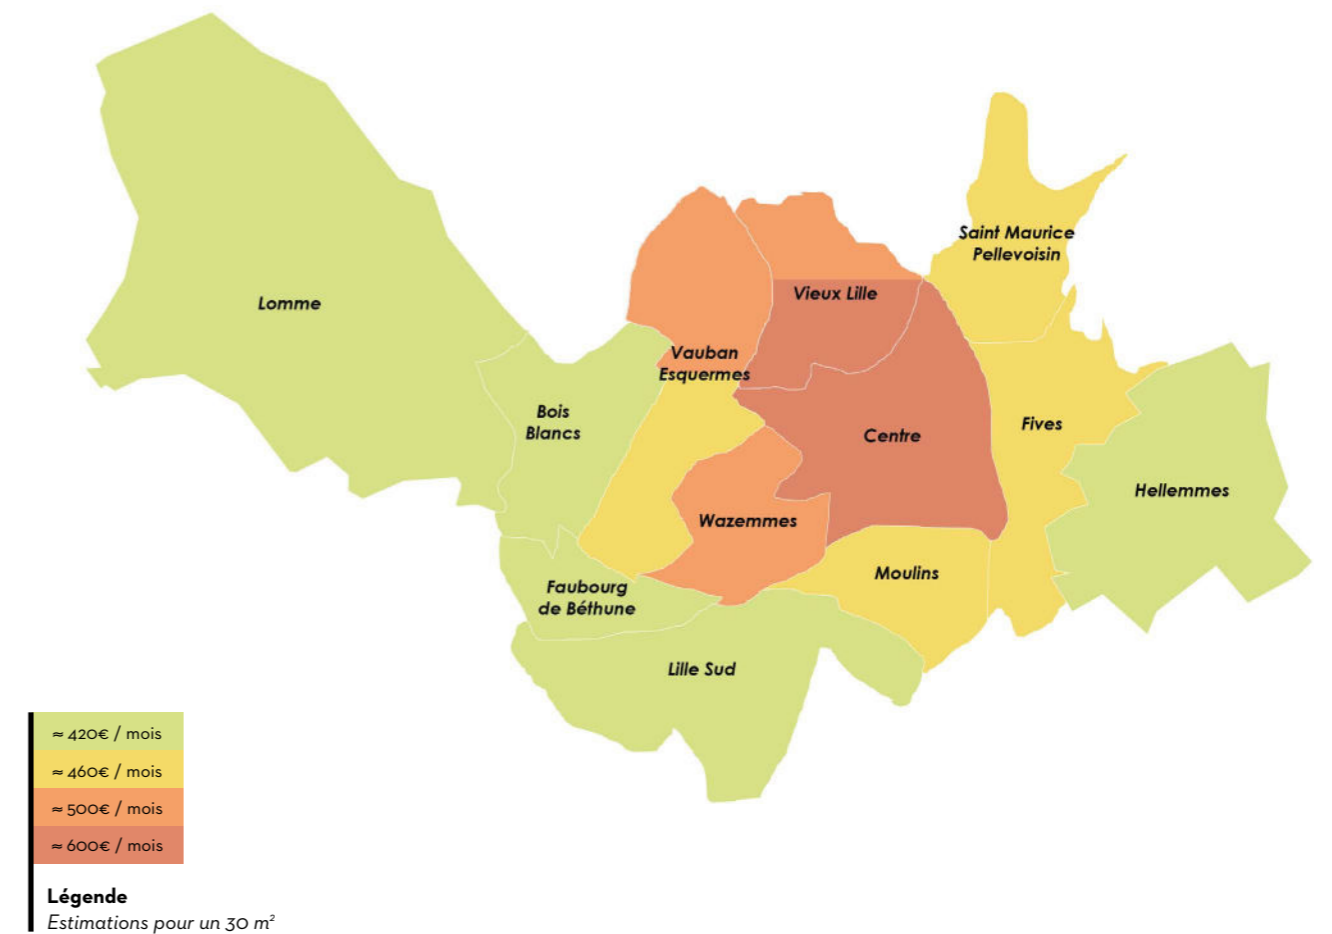 Saint Maurice
Pellevoisin
Vieux Lille
Lomme
Vauban
Esquermes
Bois
Blancs
Fives
Centre
Hellemmes
Wazemmes
Moulins
Faubourg
de Béthune
Lille Sud
≈ 420€ / mois
≈ 460€ / mois
≈ 500€ / mois
≈ 600€ / mois
Légende
Estimations pour un 30 m²